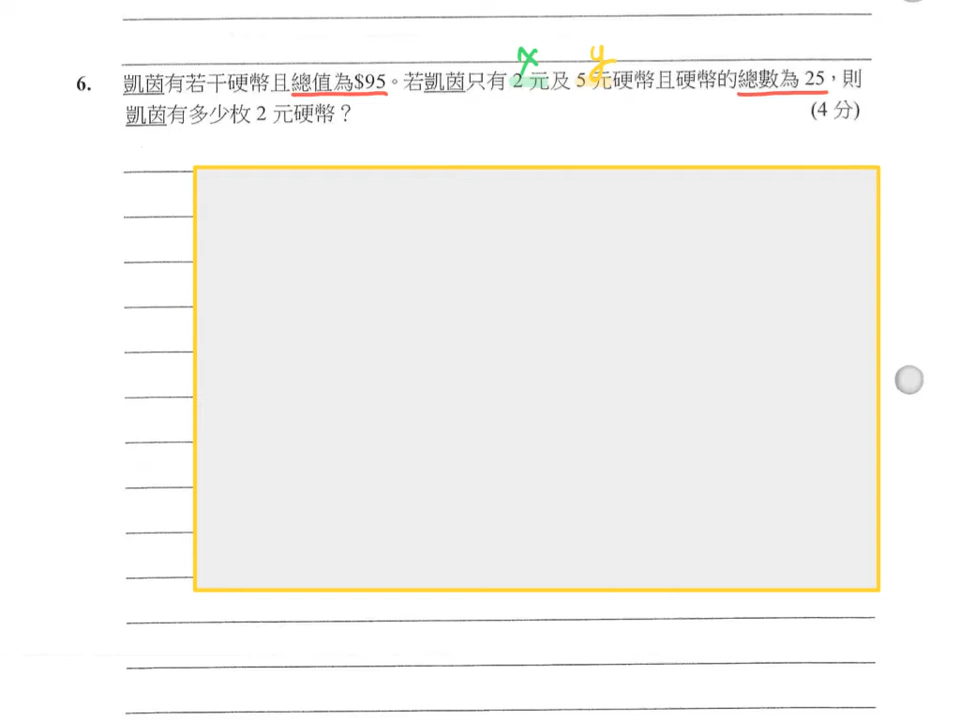 x y
6. 凱茵有若干硬幣且總值為$95。若凱茵只有 2 元及 5 元硬幣且硬幣的總數為 25,則
凱茵有多少枚 2 元硬幣? (4 分)